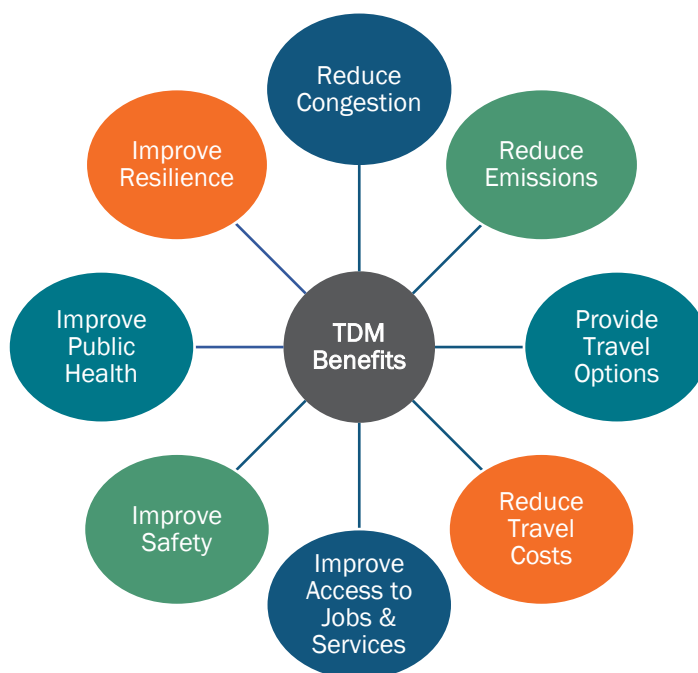 Reduce
Congestion
Reduce
Emissions
Provide
Travel
Options
Reduce
Travel
Costs
Improve
Access to
Jobs &
Services
Improve
Safety
Improve
Public
Health
Improve
Resilience
TDM
Benefits